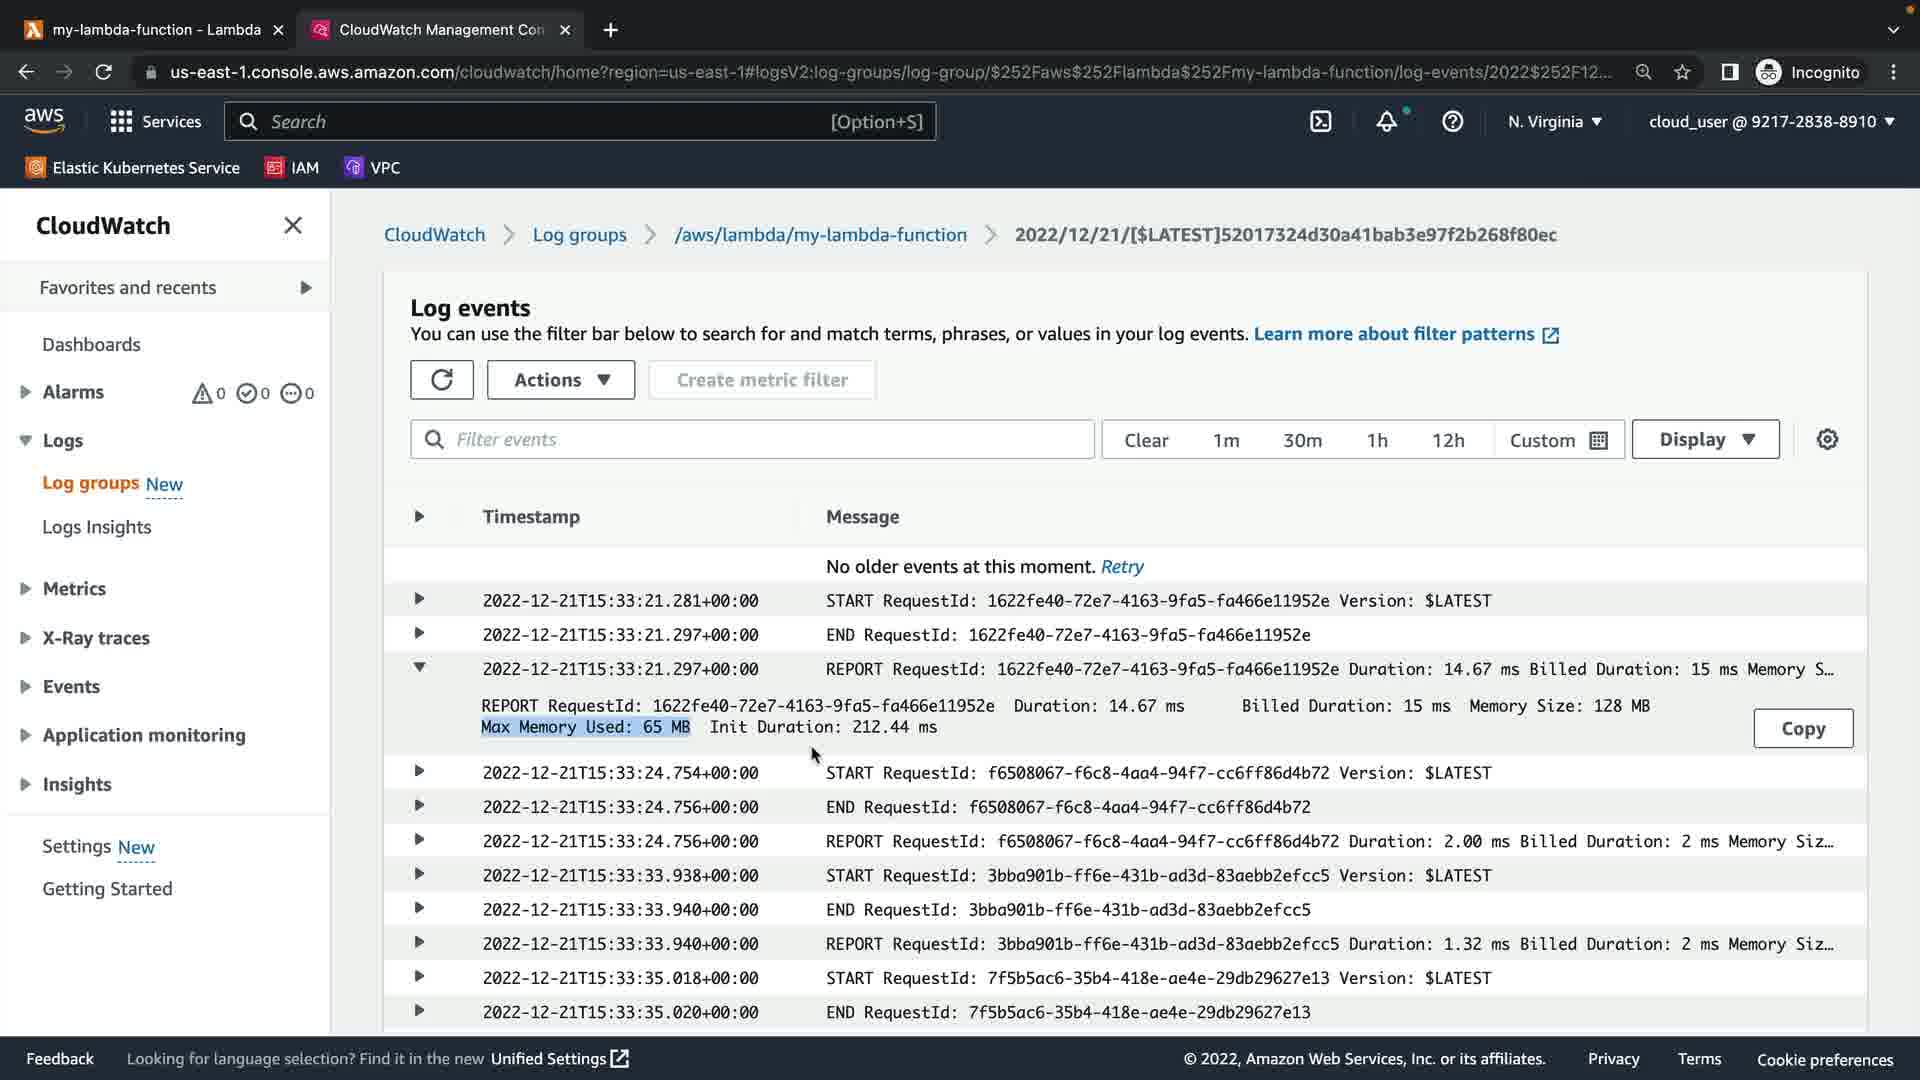 my-lambda-function - Lambda
CloudWatch Management Con
us-east-1.console.aws.amazon.com/cloudwatch/home?region=us-east-1#logsV2:log-groups/log-group/$252Faws$252Flambda$252Fmy-lambda-function/log-events/2022$252F12...
Incognito
aws
Services
Search
[Option+S]
N. Virginia
cloud_user @ 9217-2838-8910
Elastic Kubernetes Service
IAM
VPC
CloudWatch
Favorites and recents
Dashboards
Alarms 0 0 0
Logs
Log groups New
Logs Insights
Metrics
X-Ray traces
Events
Application monitoring
Insights
Settings New
Getting Started
CloudWatch
Log groups
/aws/lambda/my-lambda-function
2022/12/21/[$LATEST]52017324d30a41bab3e97f2b268f80ec
Log events
You can use the filter bar below to search for and match terms, phrases, or values in your log events. Learn more about filter patterns
Actions
Create metric filter
Filter events
Clear 1m 30m 1h 12h Custom
Display
Timestamp Message
No older events at this moment. Retry
2022-12-21T15:33:21.281+00:00 START RequestId: 1622fe40-72e7-4163-9fa5-fa466e11952e Version: $LATEST
2022-12-21T15:33:21.297+00:00 END RequestId: 1622fe40-72e7-4163-9fa5-fa466e11952e
2022-12-21T15:33:21.297+00:00 REPORT RequestId: 1622fe40-72e7-4163-9fa5-fa466e11952e Duration: 14.67 ms Billed Duration: 15 ms Memory S…
REPORT RequestId: 1622fe40-72e7-4163-9fa5-fa466e11952e Duration: 14.67 ms Billed Duration: 15 ms Memory Size: 128 MB
Max Memory Used: 65 MB Init Duration: 212.44 ms
Copy
2022-12-21T15:33:24.754+00:00 START RequestId: f6508067-f6c8-4aa4-94f7-cc6ff86d4b72 Version: $LATEST
2022-12-21T15:33:24.756+00:00 END RequestId: f6508067-f6c8-4aa4-94f7-cc6ff86d4b72
2022-12-21T15:33:24.756+00:00 REPORT RequestId: f6508067-f6c8-4aa4-94f7-cc6ff86d4b72 Duration: 2.00 ms Billed Duration: 2 ms Memory Siz…
2022-12-21T15:33:33.938+00:00 START RequestId: 3bba901b-ff6e-431b-ad3d-83aebb2efcc5 Version: $LATEST
2022-12-21T15:33:33.940+00:00 END RequestId: 3bba901b-ff6e-431b-ad3d-83aebb2efcc5
2022-12-21T15:33:33.940+00:00 REPORT RequestId: 3bba901b-ff6e-431b-ad3d-83aebb2efcc5 Duration: 1.32 ms Billed Duration: 2 ms Memory Siz…
2022-12-21T15:33:35.018+00:00 START RequestId: 7f5b5ac6-35b4-418e-ae4e-29db29627e13 Version: $LATEST
2022-12-21T15:33:35.020+00:00 END RequestId: 7f5b5ac6-35b4-418e-ae4e-29db29627e13
Feedback
Looking for language selection? Find it in the new Unified Settings
© 2022, Amazon Web Services, Inc. or its affiliates.
Privacy
Terms
Cookie preferences